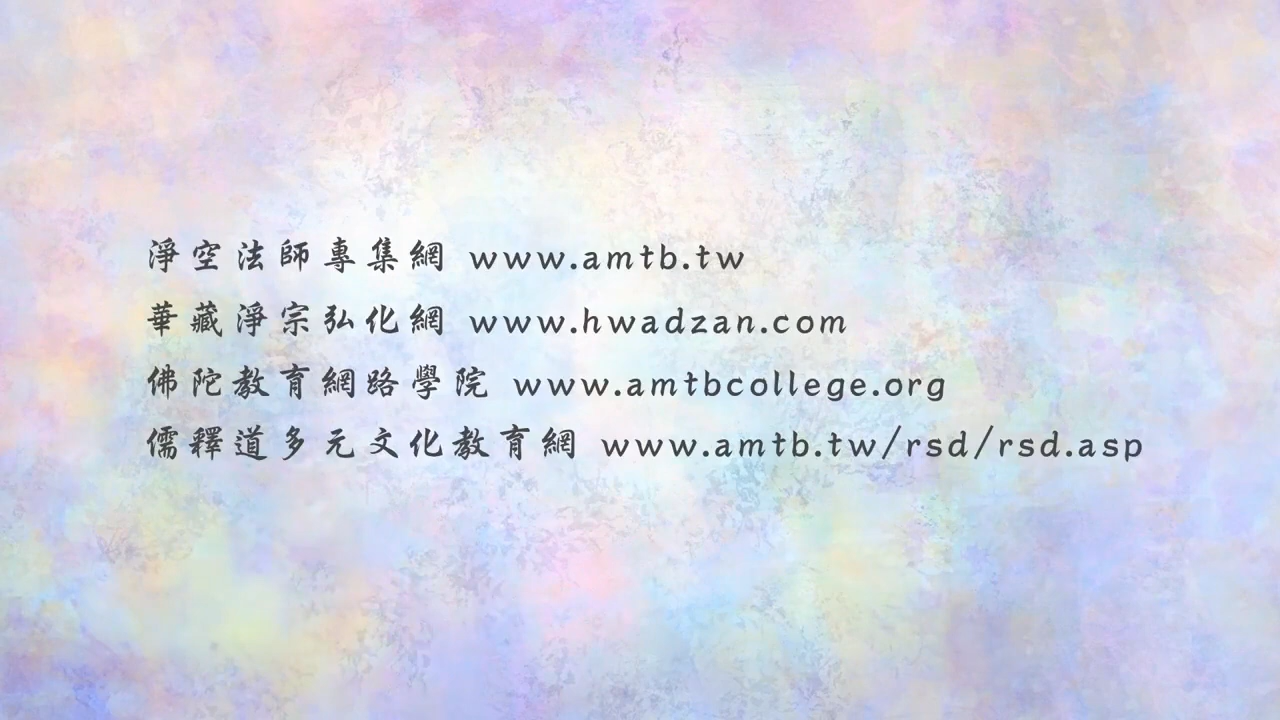 淨空法師專集網 www.amtb.tw
華藏淨宗弘化網 www.hwadzan.com
佛陀教育網路學院 www.amtbcollege.org
儒釋道多元文化教育網 www.amtb.tw/rsd/rsd.asp